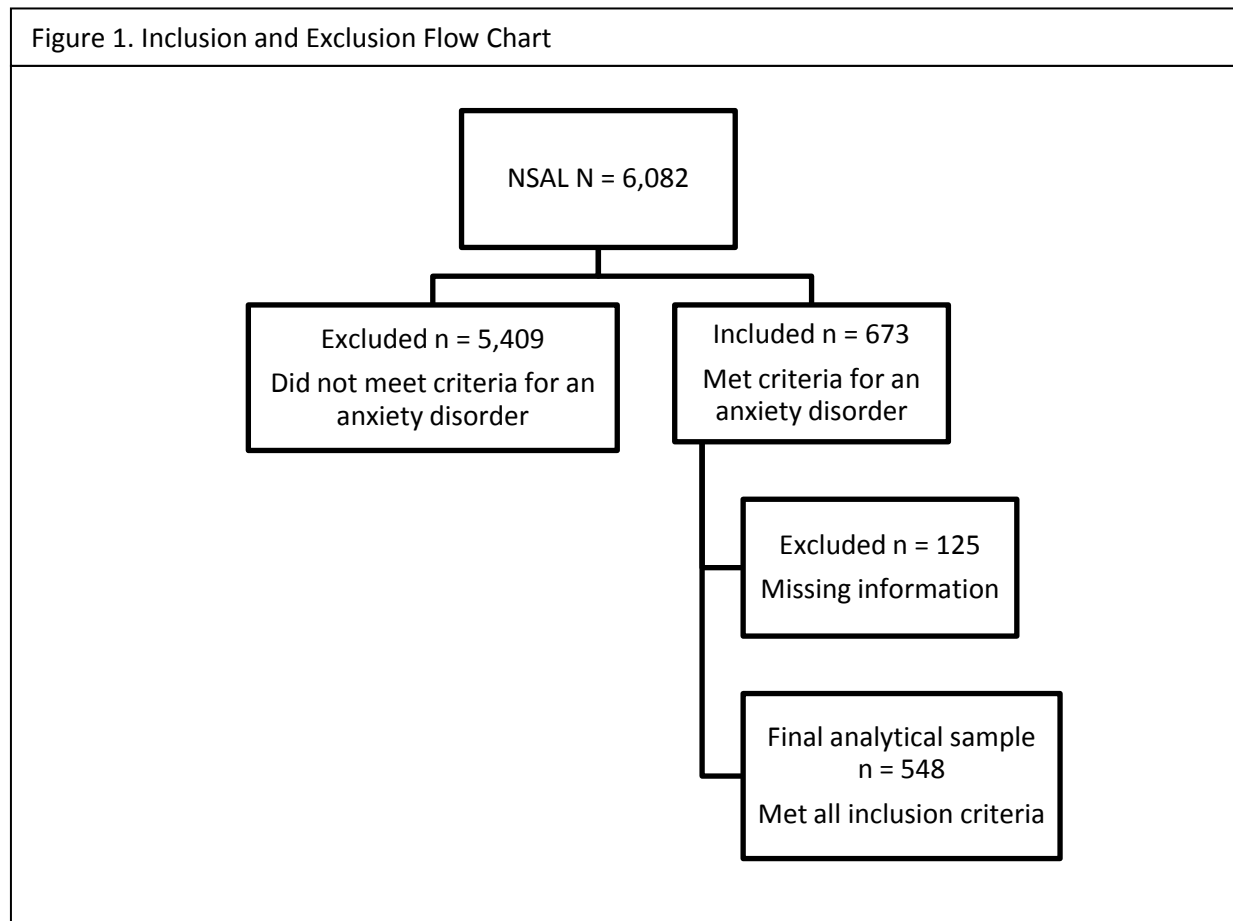 Figure 1. Inclusion and Exclusion Flow Chart
NSAL N = 6,082
Excluded n = 5,409
Did not meet criteria for an
anxiety disorder
Included n = 673
Met criteria for an
anxiety disorder
Excluded n = 125
Missing information
Final analytical sample
n = 548
Met all inclusion criteria